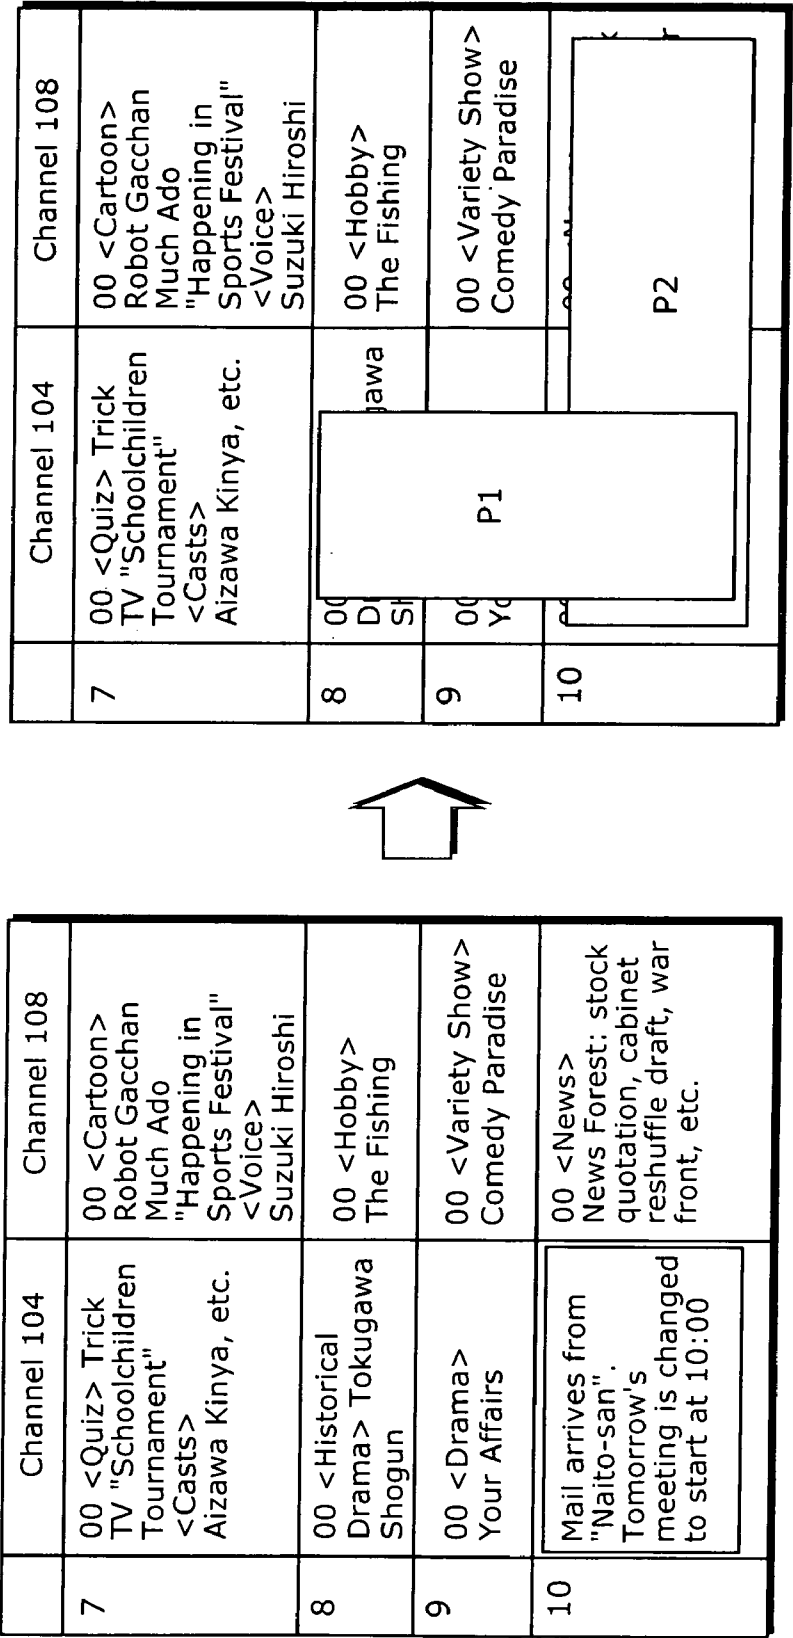 Channel 104
Channel 108
7
00 <Quiz> Trick
TV "Schoolchildren
Tournament"
<Casts>
Aizawa Kinya, etc.
00 <Cartoon>
Robot Gacchan
Much Ado
"Happening in
Sports Festival"
<Voice>
Suzuki Hiroshi
8
00 <Historical
Drama> Tokugawa
Shogun
00 <Hobby>
The Fishing
9
00 <Drama>
Your Affairs
00 <Variety Show>
Comedy Paradise
10
Mail arrives from
"Naito-san".
Tomorrow's
meeting is changed
to start at 10:00
00 <News>
News Forest: stock
quotation, cabinet
reshuffle draft, war
front, etc.
Channel 104
Channel 108
7
00 <Quiz> Trick
TV "Schoolchildren
Tournament"
<Casts>
Aizawa Kinya, etc.
00 <Cartoon>
Robot Gacchan
Much Ado
"Happening in
Sports Festival"
<Voice>
Suzuki Hiroshi
8
00 <Hobby>
The Fishing
9
00 <Variety Show>
Comedy Paradise
10
P1
P2